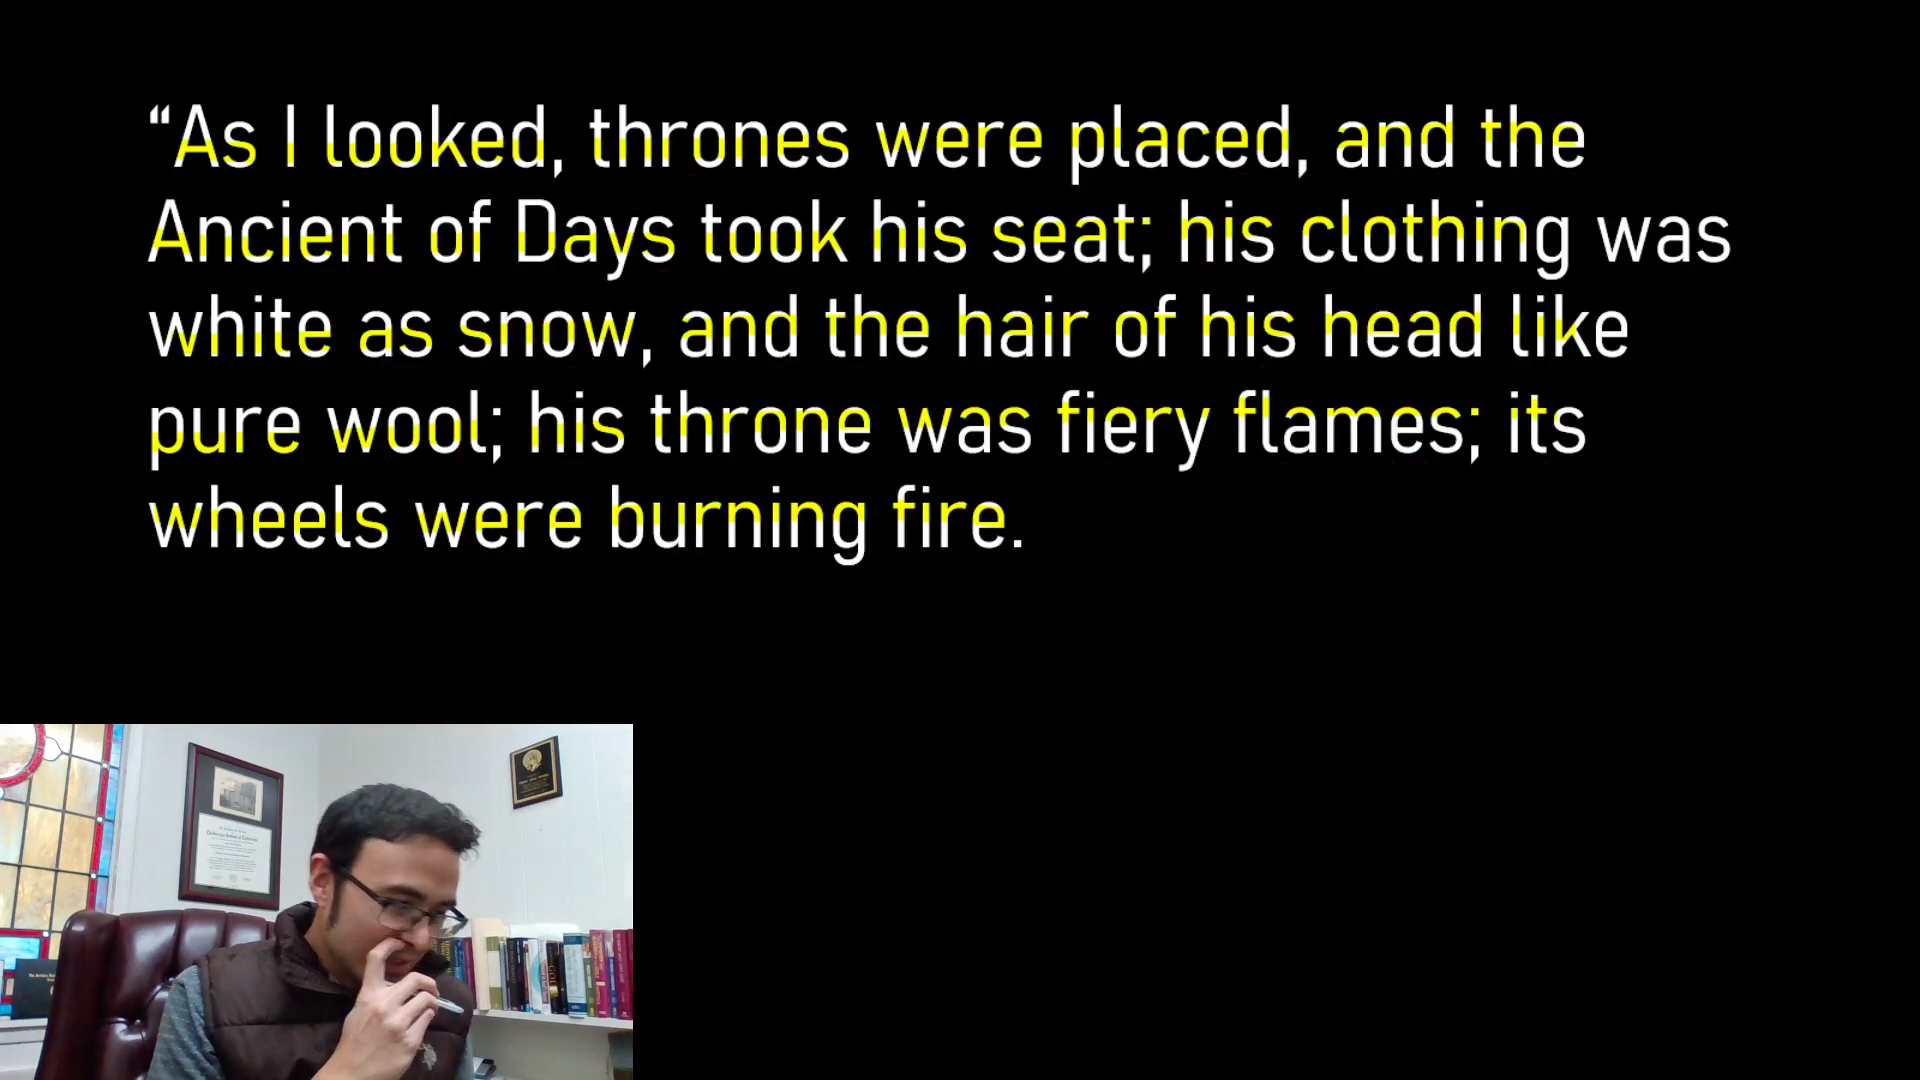 “As I looked, thrones were placed, and the
Ancient of Days took his seat; his clothing was
white as snow, and the hair of his head like
pure wool; his throne was fiery flames; its
wheels were burning fire.